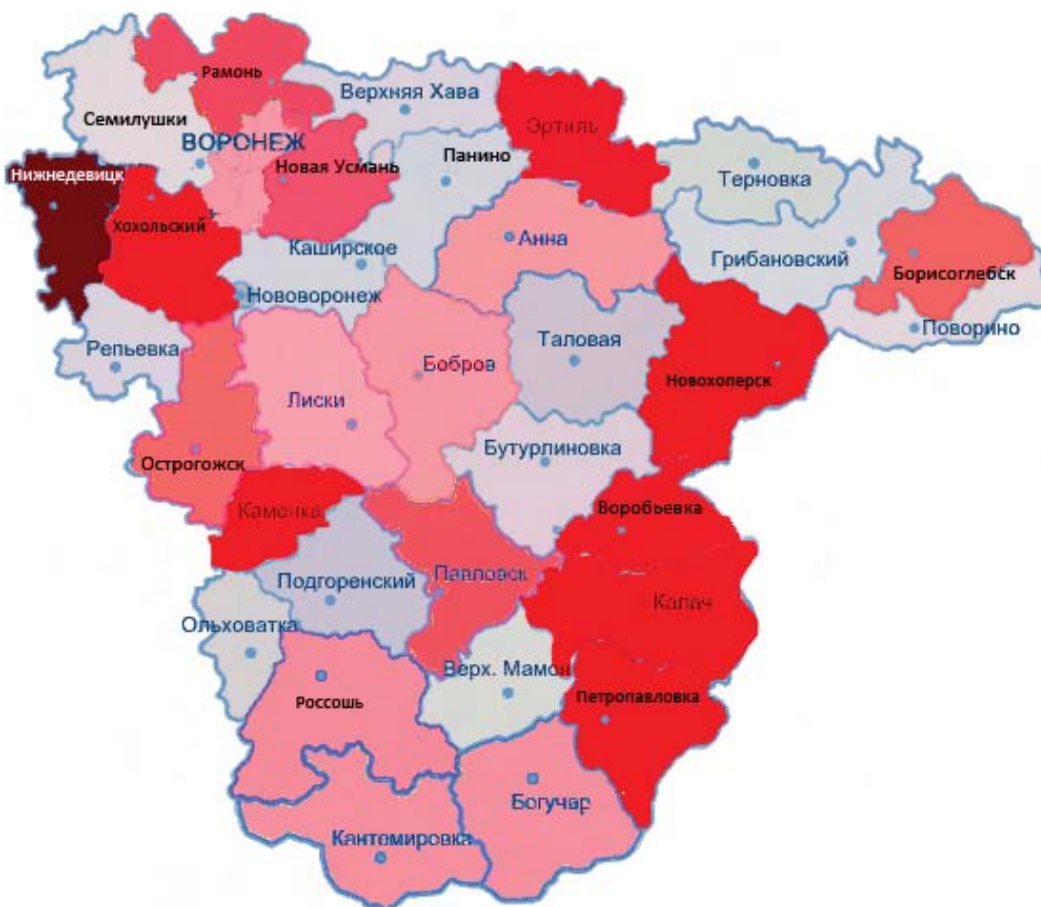 Рамонь
Верхняя Хава
Семилушки
Эртиль
ВОРОНЕЖ
Панино
Нижнедевицк
Новая Усмань
Терновка
Хохольский
Анна
Каширское
Грибановский
Борисоглебск
Нововоронеж
Поворино
Репьевка
Таловая
Бобров
Новохоперск
Лиски
Бутурлиновка
Острогожск
Каменка
Воробьевка
Подгоренский
Павловск
Калач
Ольховатка
Верх. Мамон
Россошь
Петропавловка
Богучар
Кантемировка